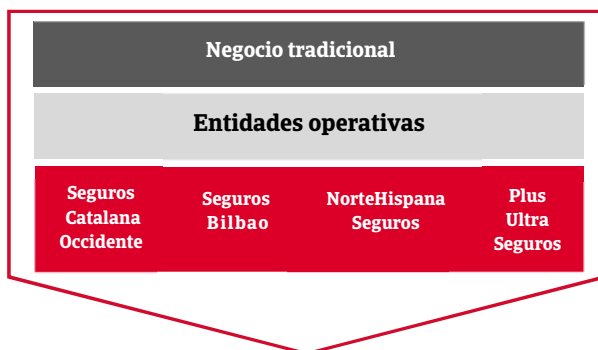 Negocio tradicional
Entidades operativas
Seguros
Catalana
Occidente
Seguros
Bilbao
NorteHispana
Seguros
Plus
Ultra
Seguros